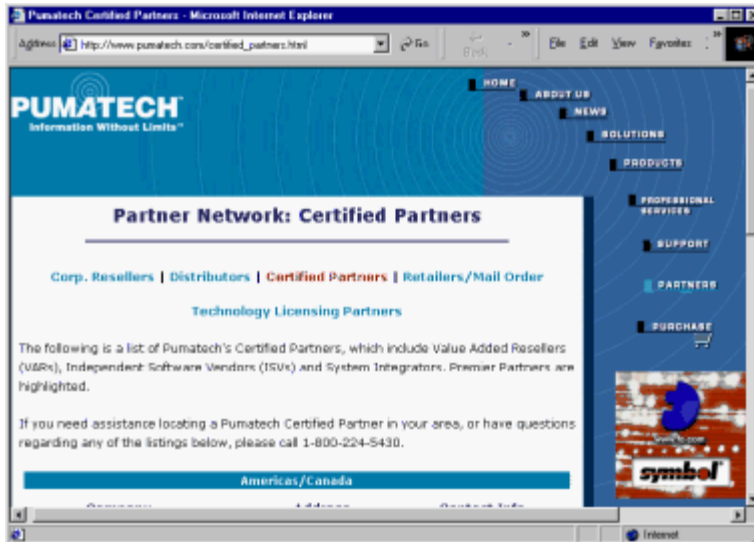 Pumatech Certified Partners - Microsoft Internet Explorer
Address http://www.pumatech.com/certified_partners.html Go Back » File Edit View Favorites »
PUMATECH
Information Without Limits™
HOME
ABOUT US
NEWS
SOLUTIONS
PRODUCTS
PROFESSIONAL
SERVICES
SUPPORT
PARTNERS
PURCHASE
Partner Network: Certified Partners
Corp. Resellers | Distributors | Certified Partners | Retailers/Mail Order
Technology Licensing Partners
The following is a list of Pumatech's Certified Partners, which include Value Added Resellers
(VARs), Independent Software Vendors (ISVs) and System Integrators. Premier Partners are
highlighted.
If you need assistance locating a Pumatech Certified Partner in your area, or have questions
regarding any of the listings below, please call 1-800-224-5430.
Americas/Canada
Company Address Contact Info
symbol
Internet